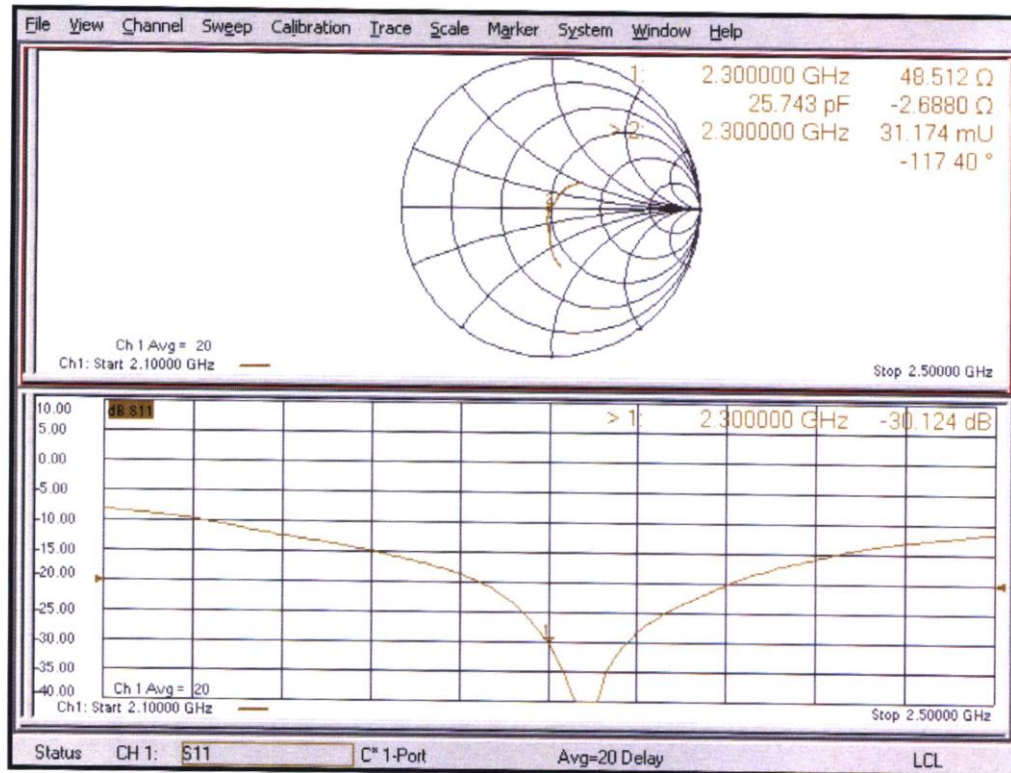 File View Channel Sweep Calibration Trace Scale Marker System Window Help
1: 2.300000 GHz 48.512 Ω
25.743 pF -2.6880 Ω
> 2: 2.300000 GHz 31.174 mU
-117.40 °
Ch 1 Avg = 20
Ch1: Start 2.10000 GHz
Stop 2.50000 GHz
10.00
dB S11
> 1: 2.300000 GHz -30.124 dB
5.00
0.00
-5.00
-10.00
-15.00
-20.00
-25.00
-30.00
1
-35.00
-40.00
Ch 1 Avg = 20
Ch1: Start 2.10000 GHz
Stop 2.50000 GHz
Status CH 1: S11 C* 1-Port Avg=20 Delay LCL